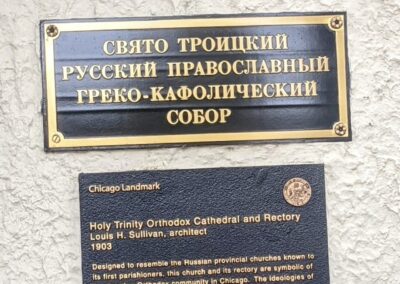 СВЯТО ТРОИЦКИЙ
РУССКИЙ ПРАВОСЛАВНЫЙ
ГРЕКО-КАФОЛИЧЕСКИЙ
СОБОР
Chicago Landmark
Holy Trinity Orthodox Cathedral and Rectory
Louis H. Sullivan, architect
1903
Designed to resemble the Russian provincial churches known to
its first parishioners, this church and its rectory are symbolic of
Orthodox community in Chicago. The ideologies of